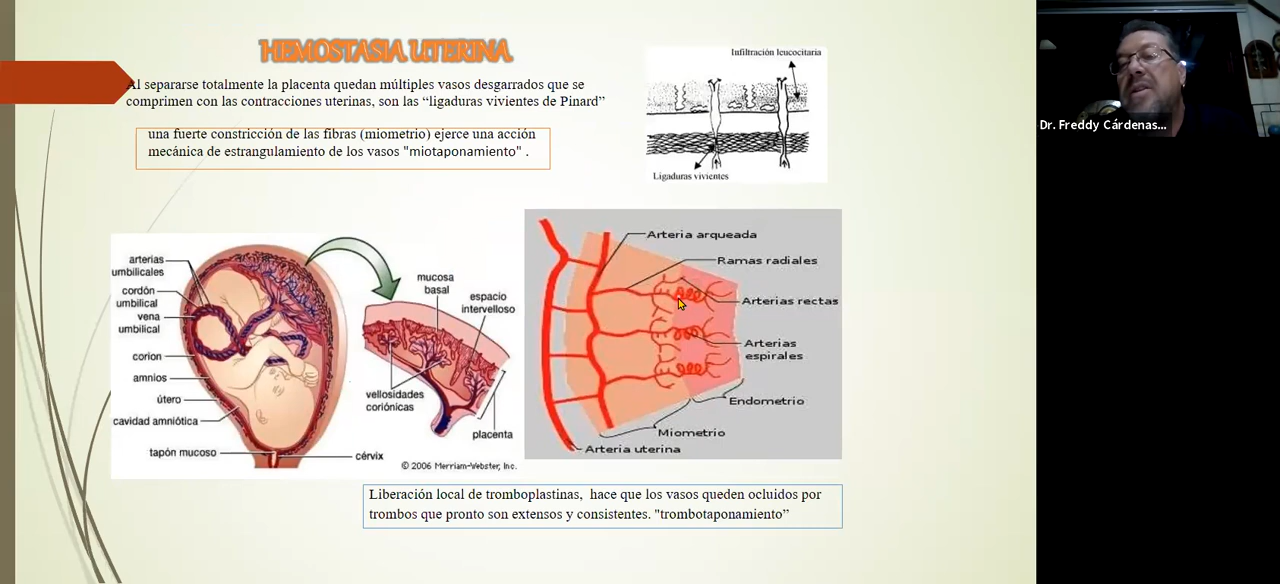 HEMOSTASIA UTERINA
Al separarse totalmente la placenta quedan múltiples vasos desgarrados que se
comprimen con las contracciones uterinas, son las “ligaduras vivientes de Pinard”
una fuerte constricción de las fibras (miometrio) ejerce una acción
mecánica de estrangulamiento de los vasos "miotaponamiento" .
Infiltración leucocitaria
Ligaduras vivientes
Dr. Freddy Cárdenas...
arterias
umbilicales
cordón
umbilical
vena
umbilical
corion
amnios
útero
cavidad amniótica
tapón mucoso
cérvix
mucosa
basal
espacio
intervelloso
vellosidades
coriónicas
placenta
© 2006 Merriam-Webster, Inc.
Arteria arqueada
Ramas radiales
Arterias rectas
Arterias
espirales
Endometrio
Miometrio
Arteria uterina
Liberación local de tromboplastinas, hace que los vasos queden ocluidos por
trombos que pronto son extensos y consistentes. "trombotaponamiento”